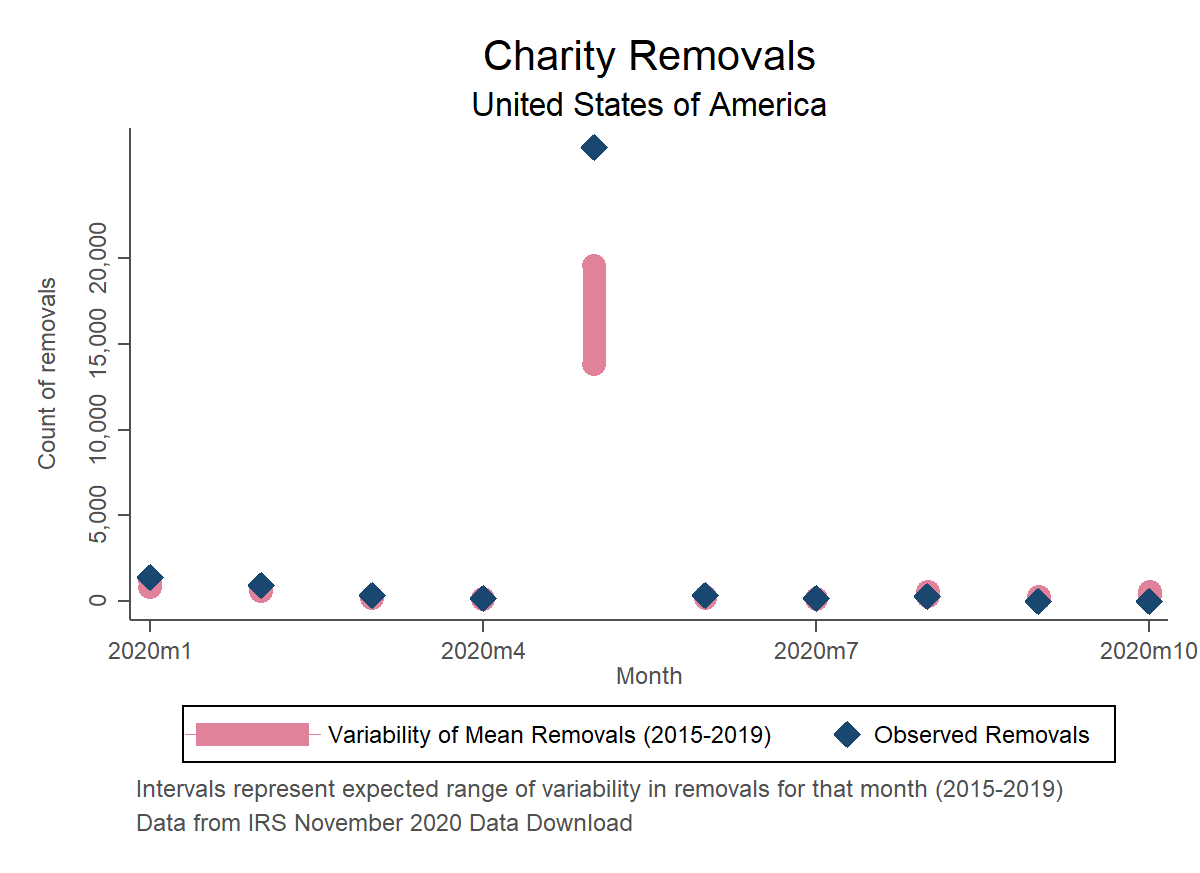 Charity Removals
United States of America
Count of removals
20,000
15,000
10,000
5,000
0
2020m1 2020m4 2020m7 2020m10
Month
Variability of Mean Removals (2015-2019) Observed Removals
Intervals represent expected range of variability in removals for that month (2015-2019)
Data from IRS November 2020 Data Download